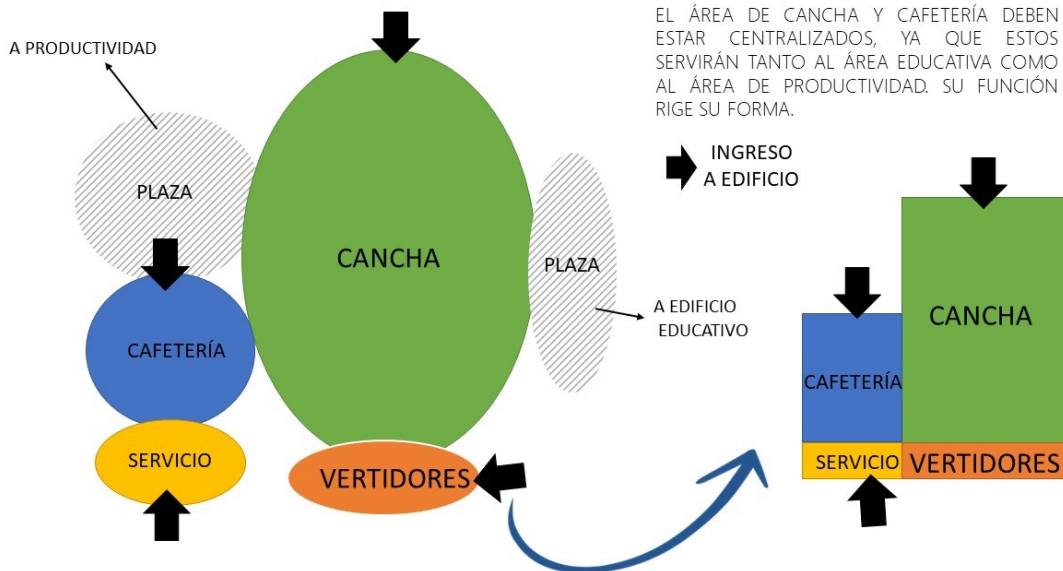 EL ÁREA DE CANCHA Y CAFETERÍA DEBEN
ESTAR CENTRALIZADOS, YA QUE ESTOS
SERVIRÁN TANTO AL ÁREA EDUCATIVA COMO
AL ÁREA DE PRODUCTIVIDAD. SU FUNCIÓN
RIGE SU FORMA.
A PRODUCTIVIDAD
INGRESO
A EDIFICIO
PLAZA
CANCHA
PLAZA
A EDIFICIO
EDUCATIVO
CAFETERÍA
SERVICIO
VERTIDORES
CANCHA
CAFETERÍA
SERVICIO
VERTIDORES